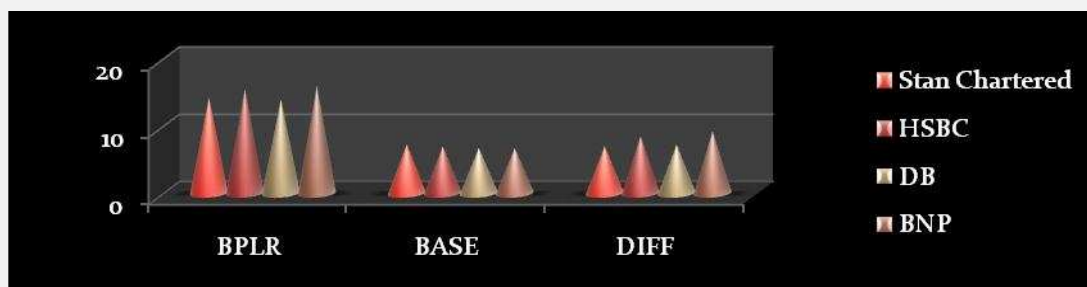 20
10
0
BPLR BASE DIFF
Stan Chartered
HSBC
DB
BNP